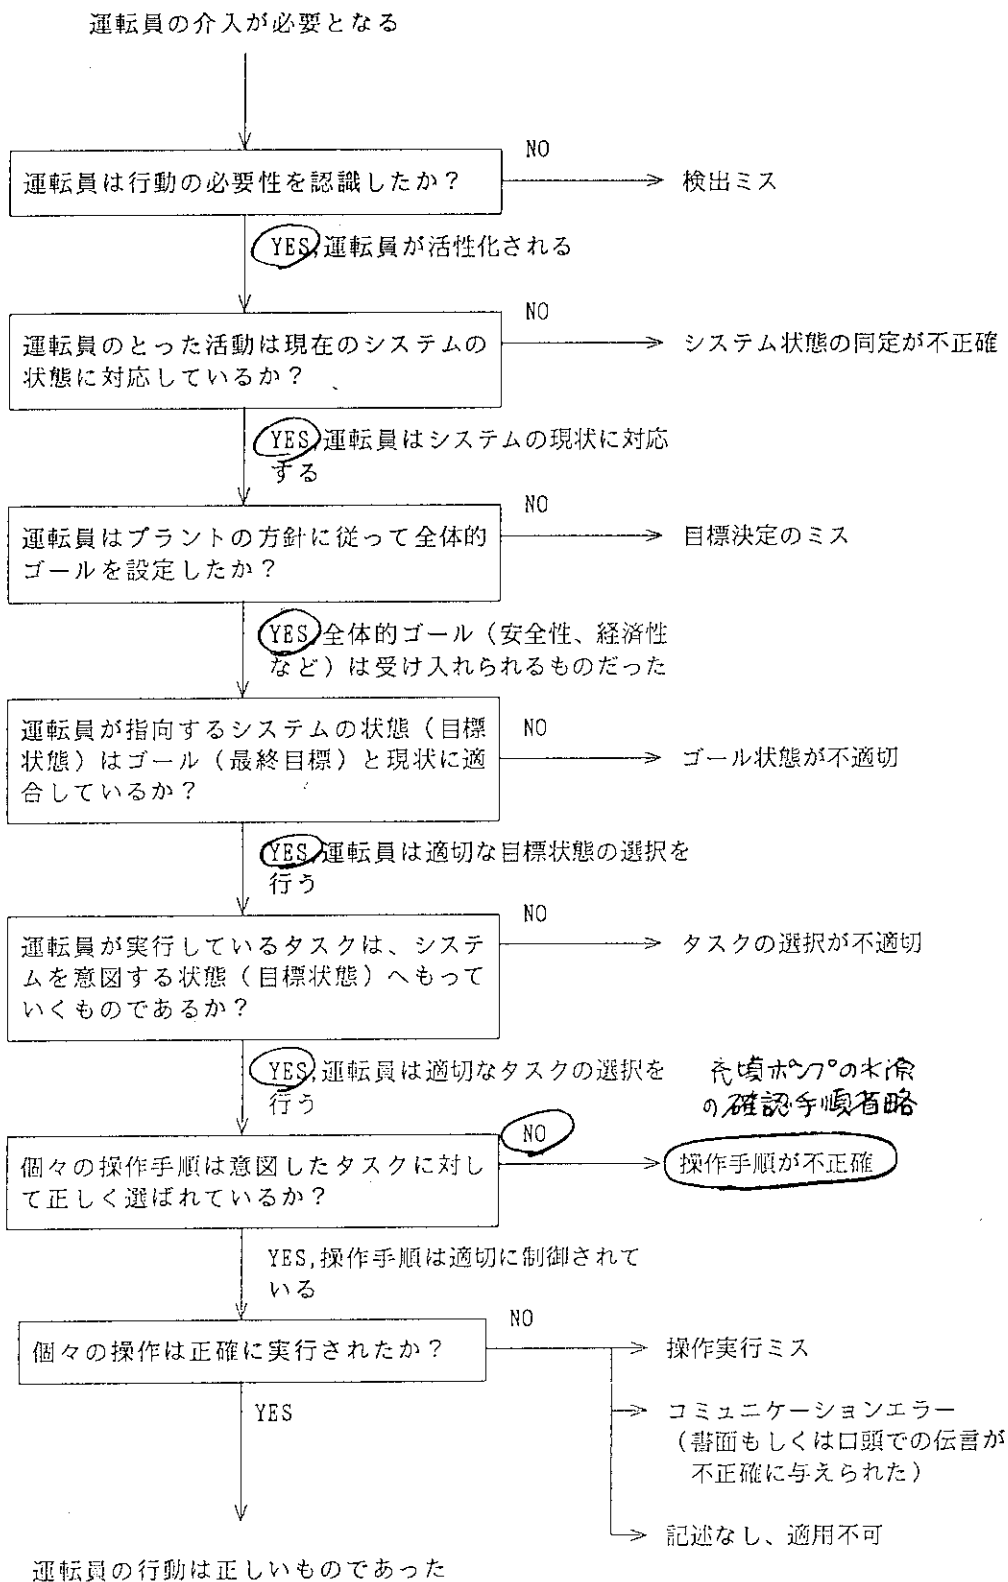 運転員の介入が必要となる
運転員は行動の必要性を認識したか？
NO
検出ミス
YES,運転員が活性化される
運転員のとった活動は現在のシステムの
状態に対応しているか？
NO
システム状態の同定が不正確
YES,運転員はシステムの現状に対応
する
運転員はプラントの方針に従って全体的
ゴールを設定したか？
NO
目標決定のミス
YES,全体的ゴール（安全性、経済性
など）は受け入れられるものだった
運転員が指向するシステムの状態（目標
状態）はゴール（最終目標）と現状に適
合しているか？
NO
ゴール状態が不適切
YES,運転員は適切な目標状態の選択を
行う
運転員が実行しているタスクは、システ
ムを意図する状態（目標状態）へもって
いくものであるか？
NO
タスクの選択が不適切
YES,運転員は適切なタスクの選択を
行う
充填ポンプの水源
の確認手順省略
個々の操作手順は意図したタスクに対し
て正しく選ばれているか？
NO
操作手順が不正確
YES,操作手順は適切に制御されて
いる
個々の操作は正確に実行されたか？
NO
操作実行ミス
コミュニケーションエラー
（書面もしくは口頭での伝言が
不正確に与えられた）
記述なし、適用不可
YES
運転員の行動は正しいものであった